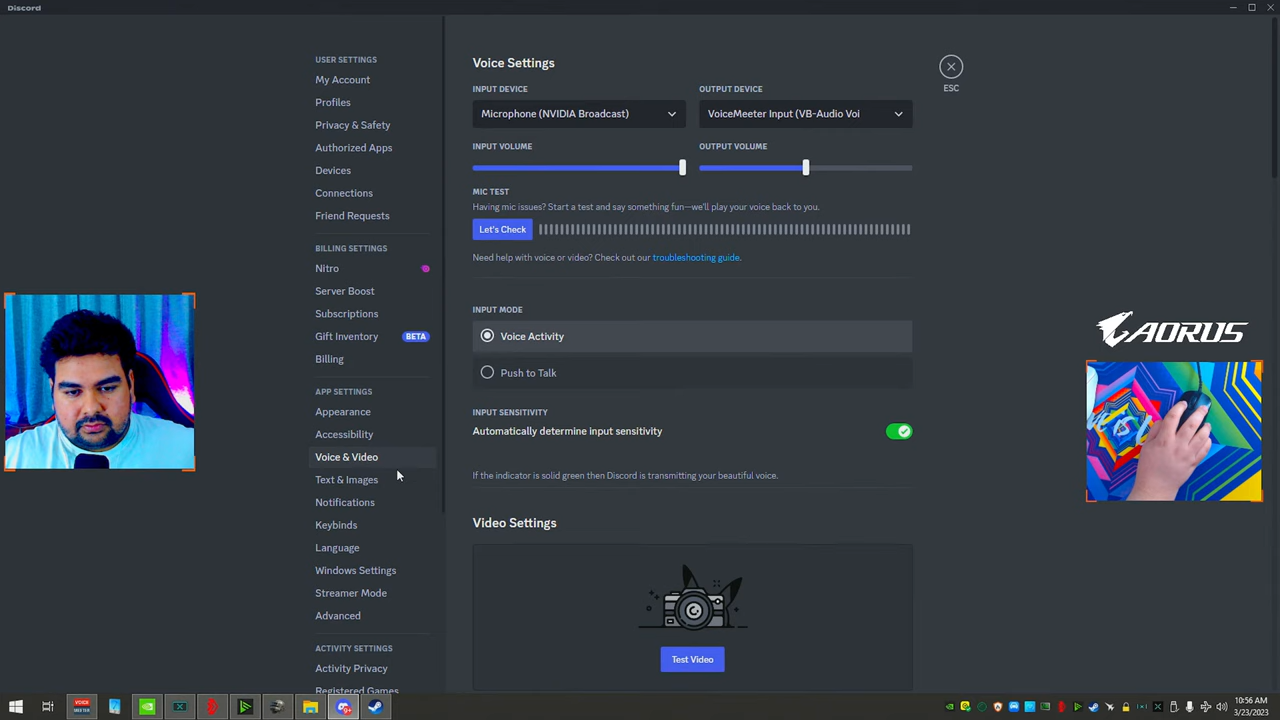 Discord
USER SETTINGS
My Account
Profiles
Privacy & Safety
Authorized Apps
Devices
Connections
Friend Requests
BILLING SETTINGS
Nitro
Server Boost
Subscriptions
Gift Inventory BETA
Billing
APP SETTINGS
Appearance
Accessibility
Voice & Video
Text & Images
Notifications
Keybinds
Language
Windows Settings
Streamer Mode
Advanced
ACTIVITY SETTINGS
Activity Privacy
Registered Games
Voice Settings
INPUT DEVICE
Microphone (NVIDIA Broadcast)
OUTPUT DEVICE
VoiceMeeter Input (VB-Audio Voi
INPUT VOLUME
OUTPUT VOLUME
MIC TEST
Having mic issues? Start a test and say something fun—we'll play your voice back to you.
Let's Check
Need help with voice or video? Check out our troubleshooting guide.
INPUT MODE
Voice Activity
Push to Talk
INPUT SENSITIVITY
Automatically determine input sensitivity
If the indicator is solid green then Discord is transmitting your beautiful voice.
Video Settings
Test Video
ESC
AORUS
VOICE
MEETER
9+
10:56 AM
3/23/2023